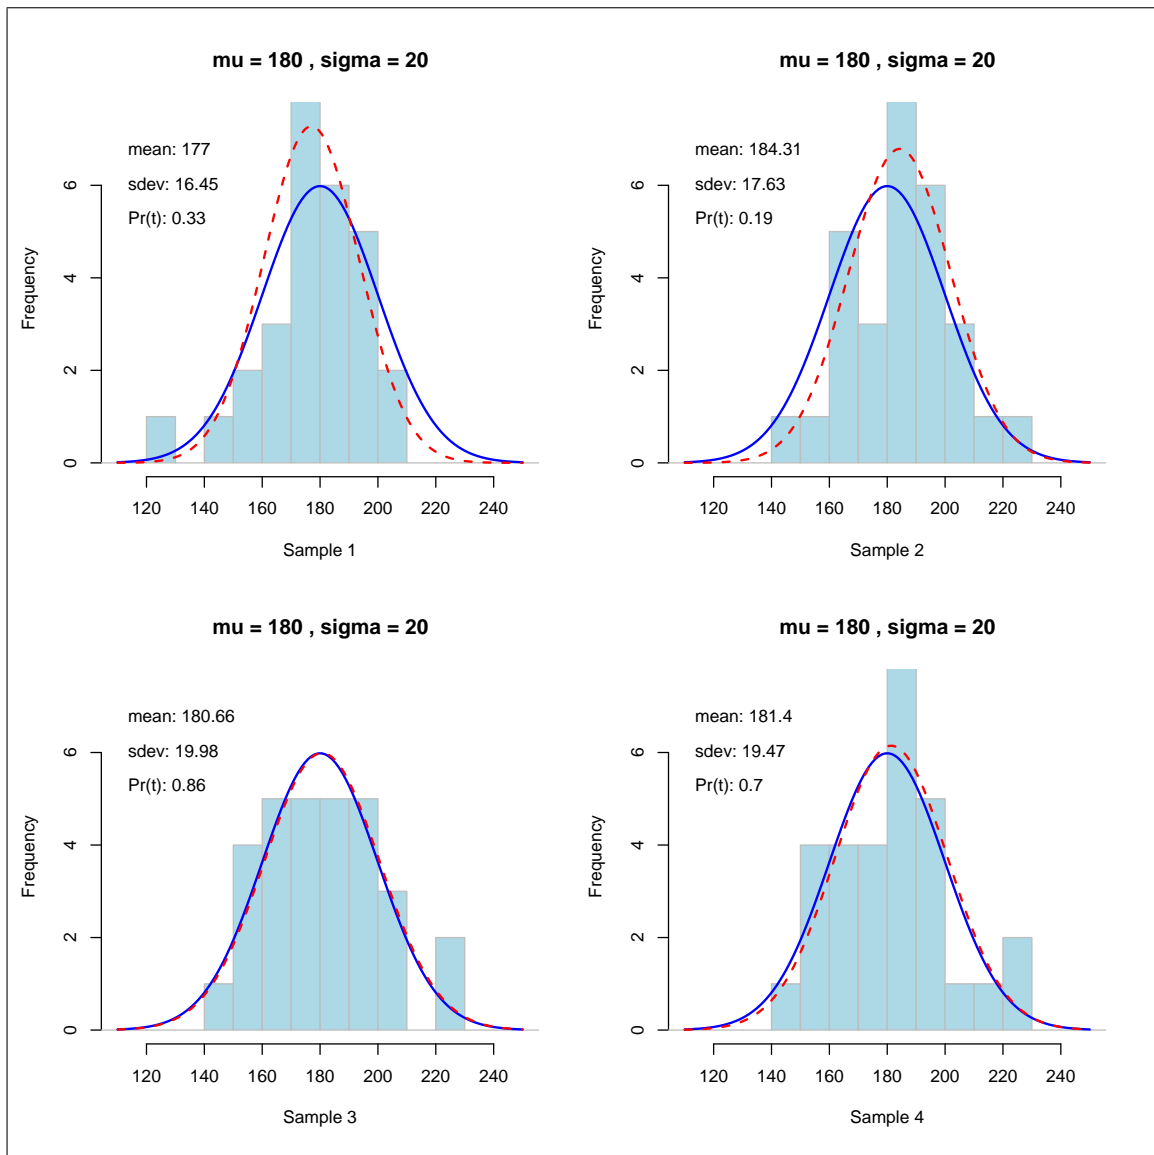 mu = 180 , sigma = 20
mean: 177
sdev: 16.45
Pr(t): 0.33
Frequency
0
2
4
6
120 140 160 180 200 220 240
Sample 1
mu = 180 , sigma = 20
mean: 184.31
sdev: 17.63
Pr(t): 0.19
Frequency
0
2
4
6
120 140 160 180 200 220 240
Sample 2
mu = 180 , sigma = 20
mean: 180.66
sdev: 19.98
Pr(t): 0.86
Frequency
0
2
4
6
120 140 160 180 200 220 240
Sample 3
mu = 180 , sigma = 20
mean: 181.4
sdev: 19.47
Pr(t): 0.7
Frequency
0
2
4
6
120 140 160 180 200 220 240
Sample 4